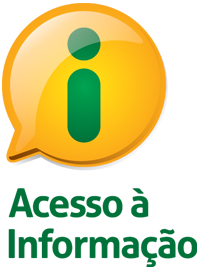 i
Acesso à
Informação